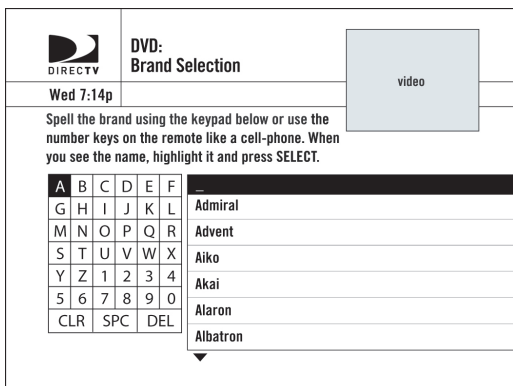 DIRECTV
DVD:
Brand Selection
video
Wed 7:14p
Spell the brand using the keypad below or use the
number keys on the remote like a cell-phone. When
you see the name, highlight it and press SELECT.
A B C D E F
G H I J K L
M N O P Q R
S T U V W X
Y Z 1 2 3 4
5 6 7 8 9 0
CLR SPC DEL
_
Admiral
Advent
Aiko
Akai
Alaron
Albatron